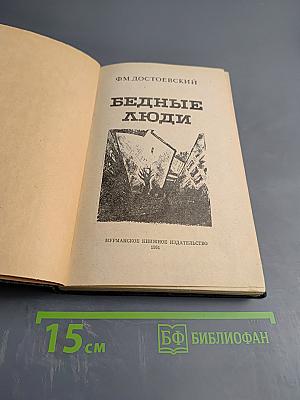 Ф.М.ДОСТОЕВСКИЙ
БЕДНЫЕ
ЛЮДИ
МУРМАНСКОЕ КНИЖНОЕ ИЗДАТЕЛЬСТВО
15 см
БФ БИБЛИОФАН